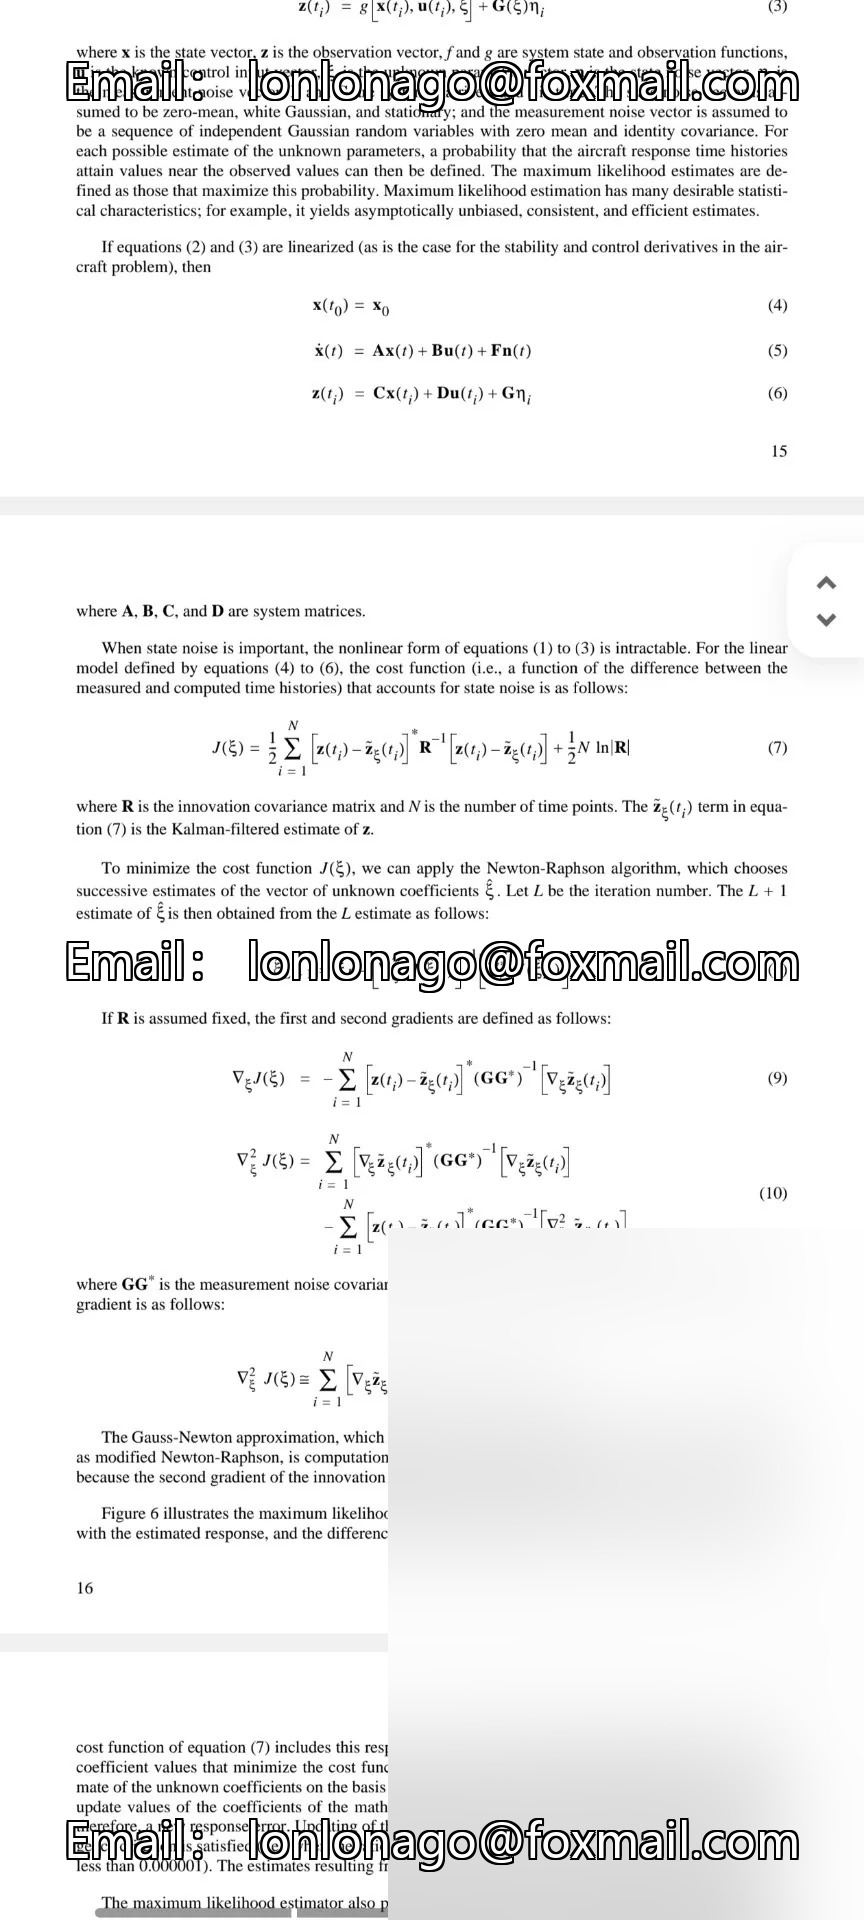 z(tᵢ) = g[x(tᵢ), u(tᵢ), ξ] + G(ξ)ηᵢ (3)
where x is the state vector, z is the observation vector, f and g are system state and observation functions,
Email: lonlonago@foxmail.com
sumed to be zero-mean, white Gaussian, and stationary; and the measurement noise vector is assumed to
be a sequence of independent Gaussian random variables with zero mean and identity covariance. For
each possible estimate of the unknown parameters, a probability that the aircraft response time histories
attain values near the observed values can then be defined. The maximum likelihood estimates are de-
fined as those that maximize this probability. Maximum likelihood estimation has many desirable statisti-
cal characteristics; for example, it yields asymptotically unbiased, consistent, and efficient estimates.
If equations (2) and (3) are linearized (as is the case for the stability and control derivatives in the air-
craft problem), then
x(t₀) = x₀ (4)
ẋ(t) = Ax(t) + Bu(t) + Fn(t) (5)
z(tᵢ) = Cx(tᵢ) + Du(tᵢ) + Gηᵢ (6)
15
where A, B, C, and D are system matrices.
When state noise is important, the nonlinear form of equations (1) to (3) is intractable. For the linear
model defined by equations (4) to (6), the cost function (i.e., a function of the difference between the
measured and computed time histories) that accounts for state noise is as follows:
J(ξ) = 1/2 ∑ᵢ₌₁ᴺ [z(tᵢ) – z̃ξ(tᵢ)]* R⁻¹ [z(tᵢ) – z̃ξ(tᵢ)] + 1/2 N ln|R| (7)
where R is the innovation covariance matrix and N is the number of time points. The z̃ξ(tᵢ) term in equa-
tion (7) is the Kalman-filtered estimate of z.
To minimize the cost function J(ξ), we can apply the Newton-Raphson algorithm, which chooses
successive estimates of the vector of unknown coefficients ξ̂. Let L be the iteration number. The L + 1
estimate of ξ̂ is then obtained from the L estimate as follows:
Email: lonlonago@foxmail.com
If R is assumed fixed, the first and second gradients are defined as follows:
∇ξJ(ξ) = –∑ᵢ₌₁ᴺ [z(tᵢ) – z̃ξ(tᵢ)]* (GG*)⁻¹ [∇ξz̃ξ(tᵢ)] (9)
∇²ξ J(ξ) = ∑ᵢ₌₁ᴺ [∇ξz̃ξ(tᵢ)]* (GG*)⁻¹ [∇ξz̃ξ(tᵢ)]
(10)
–∑ᵢ₌₁ᴺ [z(tᵢ) – z̃ξ(tᵢ)]* (GG*)⁻¹ [∇²ξ z̃ξ(tᵢ)]
where GG* is the measurement noise covarian
gradient is as follows:
∇²ξ J(ξ) ≅ ∑ᵢ₌₁ᴺ [∇ξz̃ξ
The Gauss-Newton approximation, which
as modified Newton-Raphson, is computation
because the second gradient of the innovation
Figure 6 illustrates the maximum likelihoo
with the estimated response, and the differenc
16
cost function of equation (7) includes this resp
coefficient values that minimize the cost func
mate of the unknown coefficients on the basis
update values of the coefficients of the math
therefore, a new response error. Updating of th
Email: lonlonago@foxmail.com
less than 0.000001). The estimates resulting fr
The maximum likelihood estimator also p